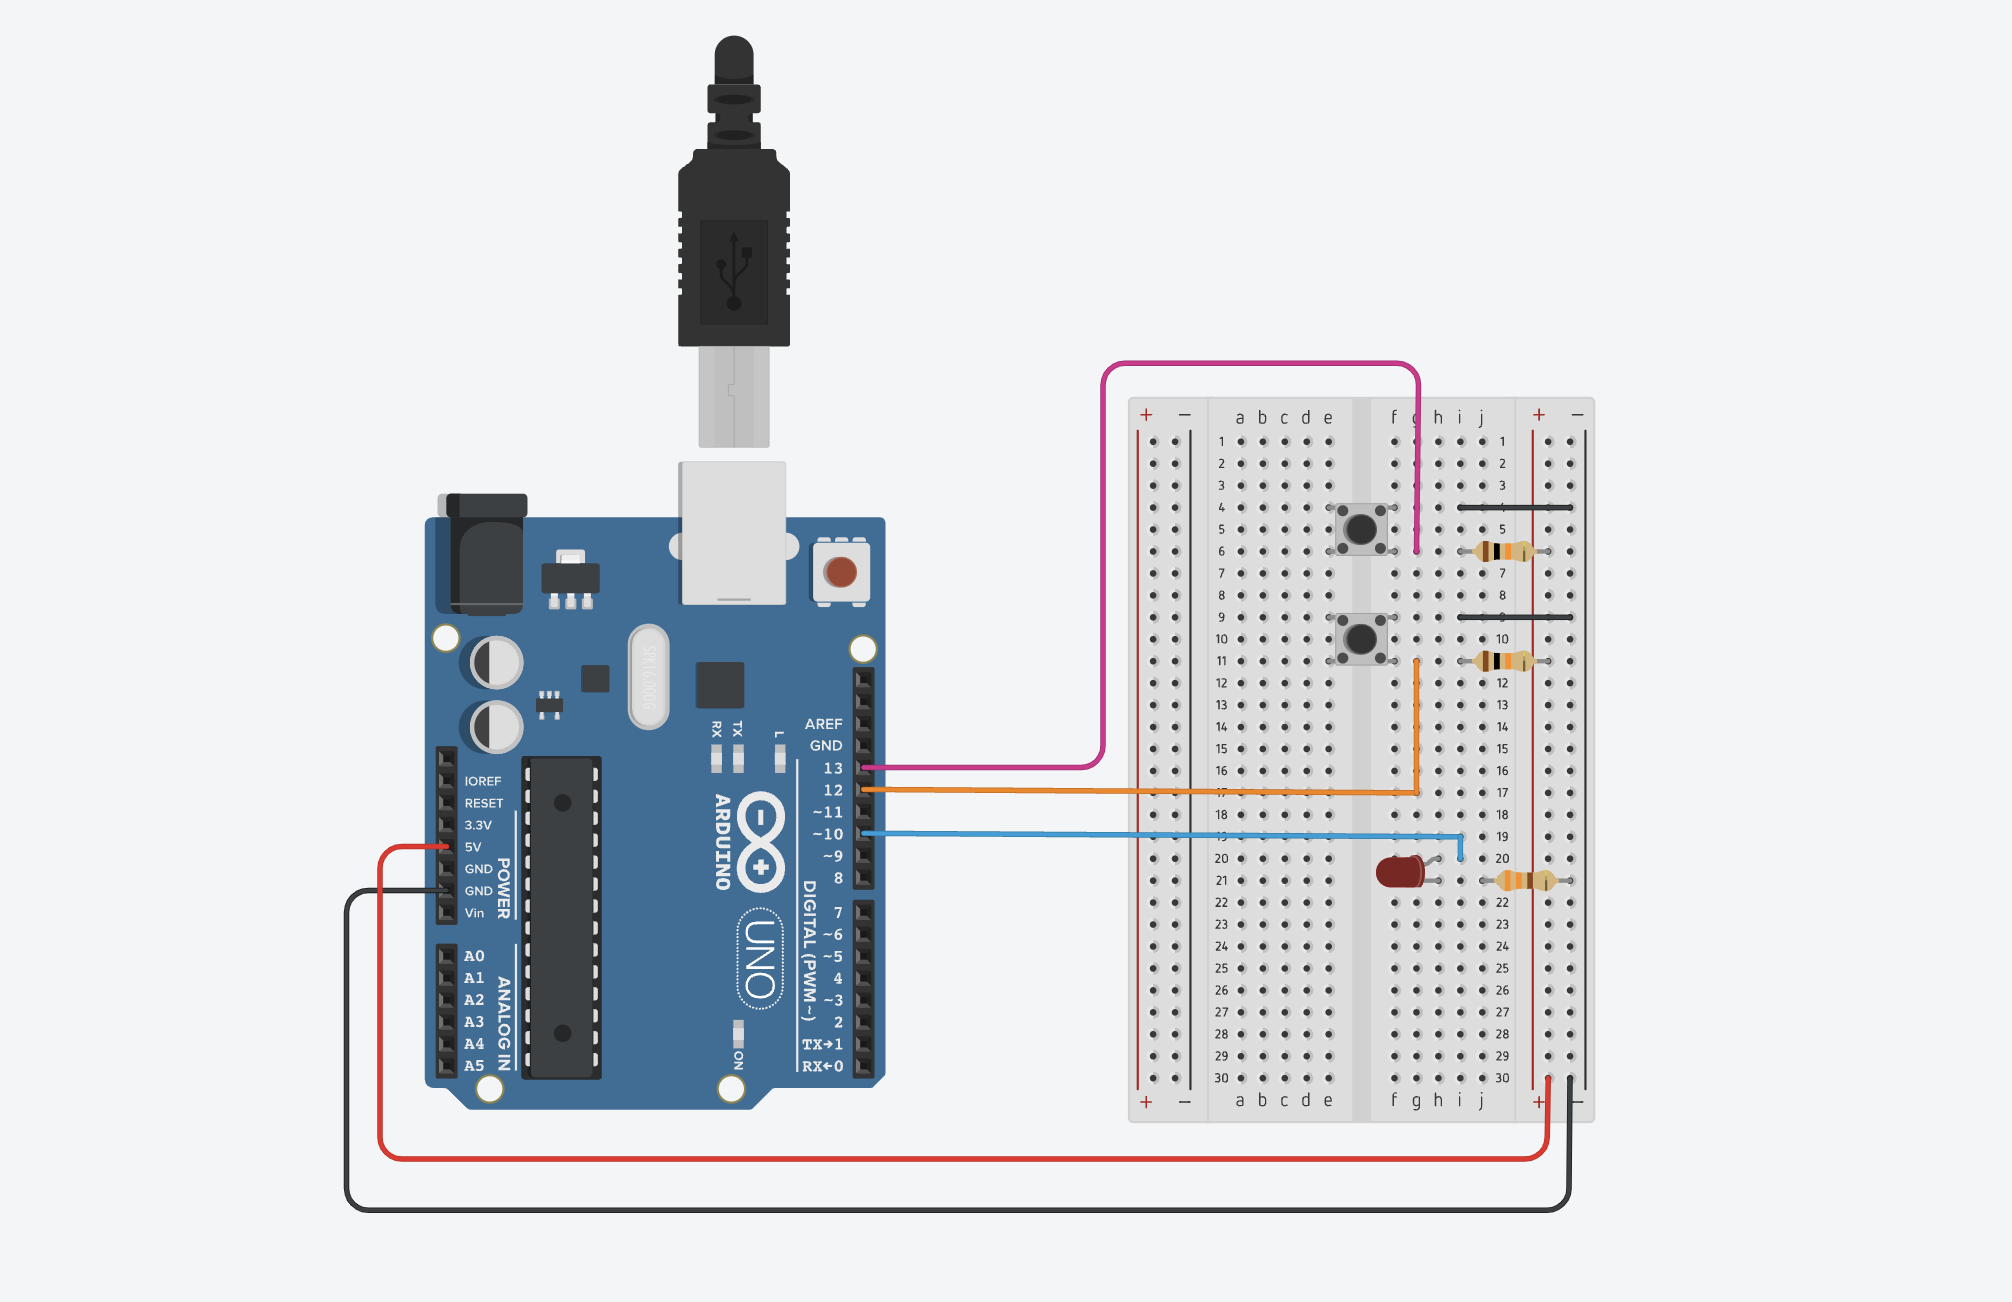 SPK16.000G
AREF
GND
13
12
~11
~10
~9
8
7
~6
~5
4
~3
2
TX→1
RX←0
DIGITAL (PWM ~)
RX
TX
L
ARDUINO
UNO
ON
IOREF
RESET
3.3V
5V
GND
GND
Vin
POWER
A0
A1
A2
A3
A4
A5
ANALOG IN
+ − a b c d e f g h i j + −
1 1
2 2
3 3
4 4
5 5
6
7 7
8 8
9 9
10 10
11
12 12
13 13
14 14
15 15
16 16
17 17
18 18
19 19
20 20
21
22 22
23 23
24 24
25 25
26 26
27 27
28 28
29 29
30 30
+ − a b c d e f g h i j + −